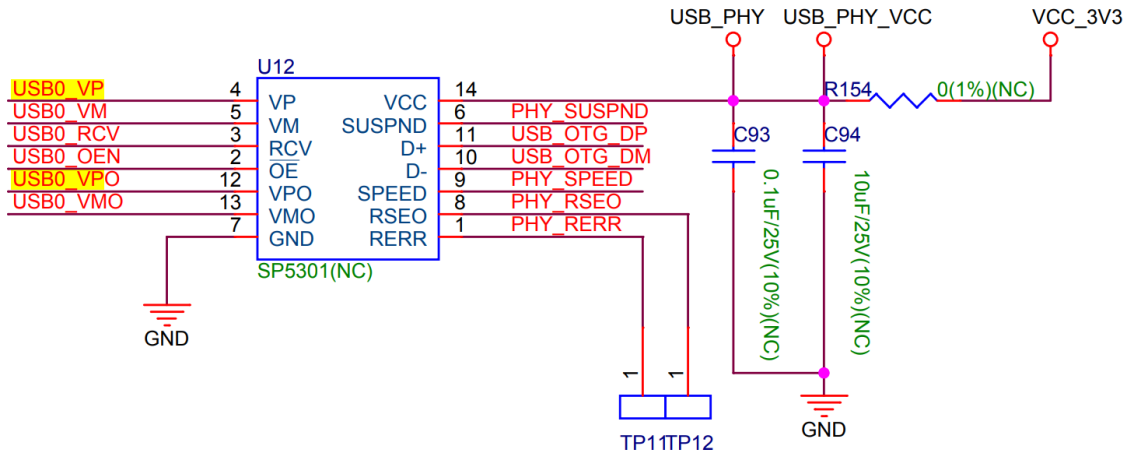 USB_PHY USB_PHY_VCC VCC_3V3
U12
USB0_VP 4 VP VCC 14
R154 0(1%)(NC)
USB0_VM 5 VM SUSPND 6 PHY_SUSPND
USB0_RCV 3 RCV D+ 11 USB_OTG_DP
C93 C94
USB0_OEN 2 OE D- 10 USB_OTG_DM
USB0_VPO 12 VPO SPEED 9 PHY_SPEED
USB0_VMO 13 VMO RSEO 8 PHY_RSEO
7 GND RERR 1 PHY_RERR
SP5301(NC)
0.1uF/25V(10%)(NC)
10uF/25V(10%)(NC)
GND
1 1
TP11 TP12
GND